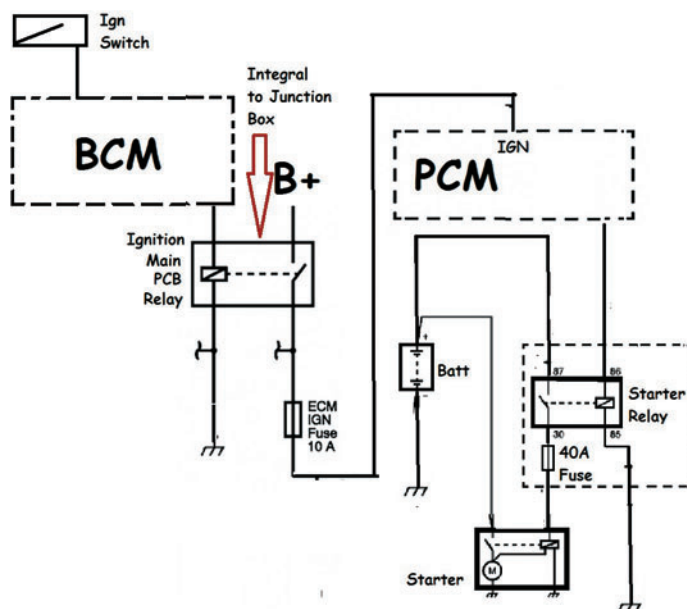 Ign
Switch
Integral
to Junction
Box
BCM
B+
IGN
PCM
Ignition
Main
PCB
Relay
+
Batt
87
86
Starter
Relay
ECM
IGN
Fuse
10 A
30
85
40A
Fuse
M
Starter